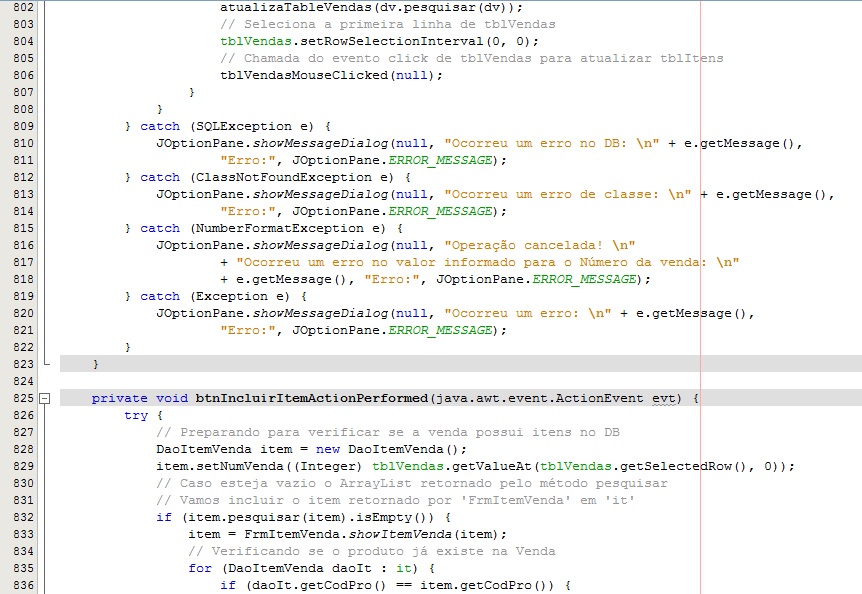 802 atualizaTableVendas(dv.pesquisar(dv));
803 // Seleciona a primeira linha de tblVendas
804 tblVendas.setRowSelectionInterval(0, 0);
805 // Chamada do evento click de tblVendas para atualizar tblItens
806 tblVendasMouseClicked(null);
807 }
808 }
809 } catch (SQLException e) {
810 JOptionPane.showMessageDialog(null, "Ocorreu um erro no DB: \n" + e.getMessage(),
811 "Erro:", JOptionPane.ERROR_MESSAGE);
812 } catch (ClassNotFoundException e) {
813 JOptionPane.showMessageDialog(null, "Ocorreu um erro de classe: \n" + e.getMessage(),
814 "Erro:", JOptionPane.ERROR_MESSAGE);
815 } catch (NumberFormatException e) {
816 JOptionPane.showMessageDialog(null, "Operação cancelada! \n"
817 + "Ocorreu um erro no valor informado para o Número da venda: \n"
818 + e.getMessage(), "Erro:", JOptionPane.ERROR_MESSAGE);
819 } catch (Exception e) {
820 JOptionPane.showMessageDialog(null, "Ocorreu um erro: \n" + e.getMessage(),
821 "Erro:", JOptionPane.ERROR_MESSAGE);
822 }
823 }
824
825 private void btnIncluirItemActionPerformed(java.awt.event.ActionEvent evt) {
826 try {
827 // Preparando para verificar se a venda possui itens no DB
828 DaoItemVenda item = new DaoItemVenda();
829 item.setNumVenda((Integer) tblVendas.getValueAt(tblVendas.getSelectedRow(), 0));
830 // Caso esteja vazio o ArrayList retornado pelo método pesquisar
831 // Vamos incluir o item retornado por 'FrmItemVenda' em 'it'
832 if (item.pesquisar(item).isEmpty()) {
833 item = FrmItemVenda.showItemVenda(item);
834 // Verificando se o produto já existe na Venda
835 for (DaoItemVenda daoIt : it) {
836 if (daoIt.getCodPro() == item.getCodPro()) {